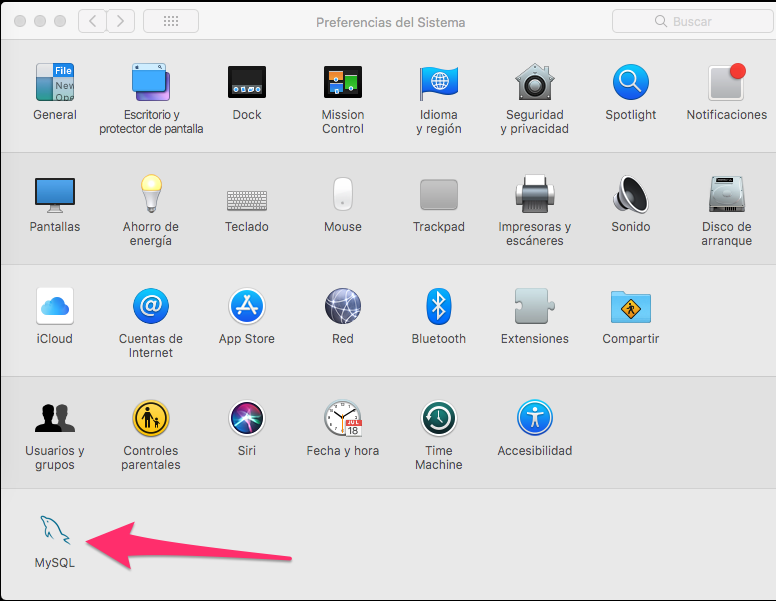 Preferencias del Sistema
Buscar
File
New
Ope
General
Escritorio y
protector de pantalla
Dock
Mission
Control
Idioma
y región
Seguridad
y privacidad
Spotlight
Notificaciones
Pantallas
Ahorro de
energía
Teclado
Mouse
Trackpad
Impresoras y
escáneres
Sonido
Disco de
arranque
iCloud
Cuentas de
Internet
App Store
Red
Bluetooth
Extensiones
Compartir
Usuarios y
grupos
Controles
parentales
Siri
JUL
18
Fecha y hora
Time
Machine
Accesibilidad
MySQL